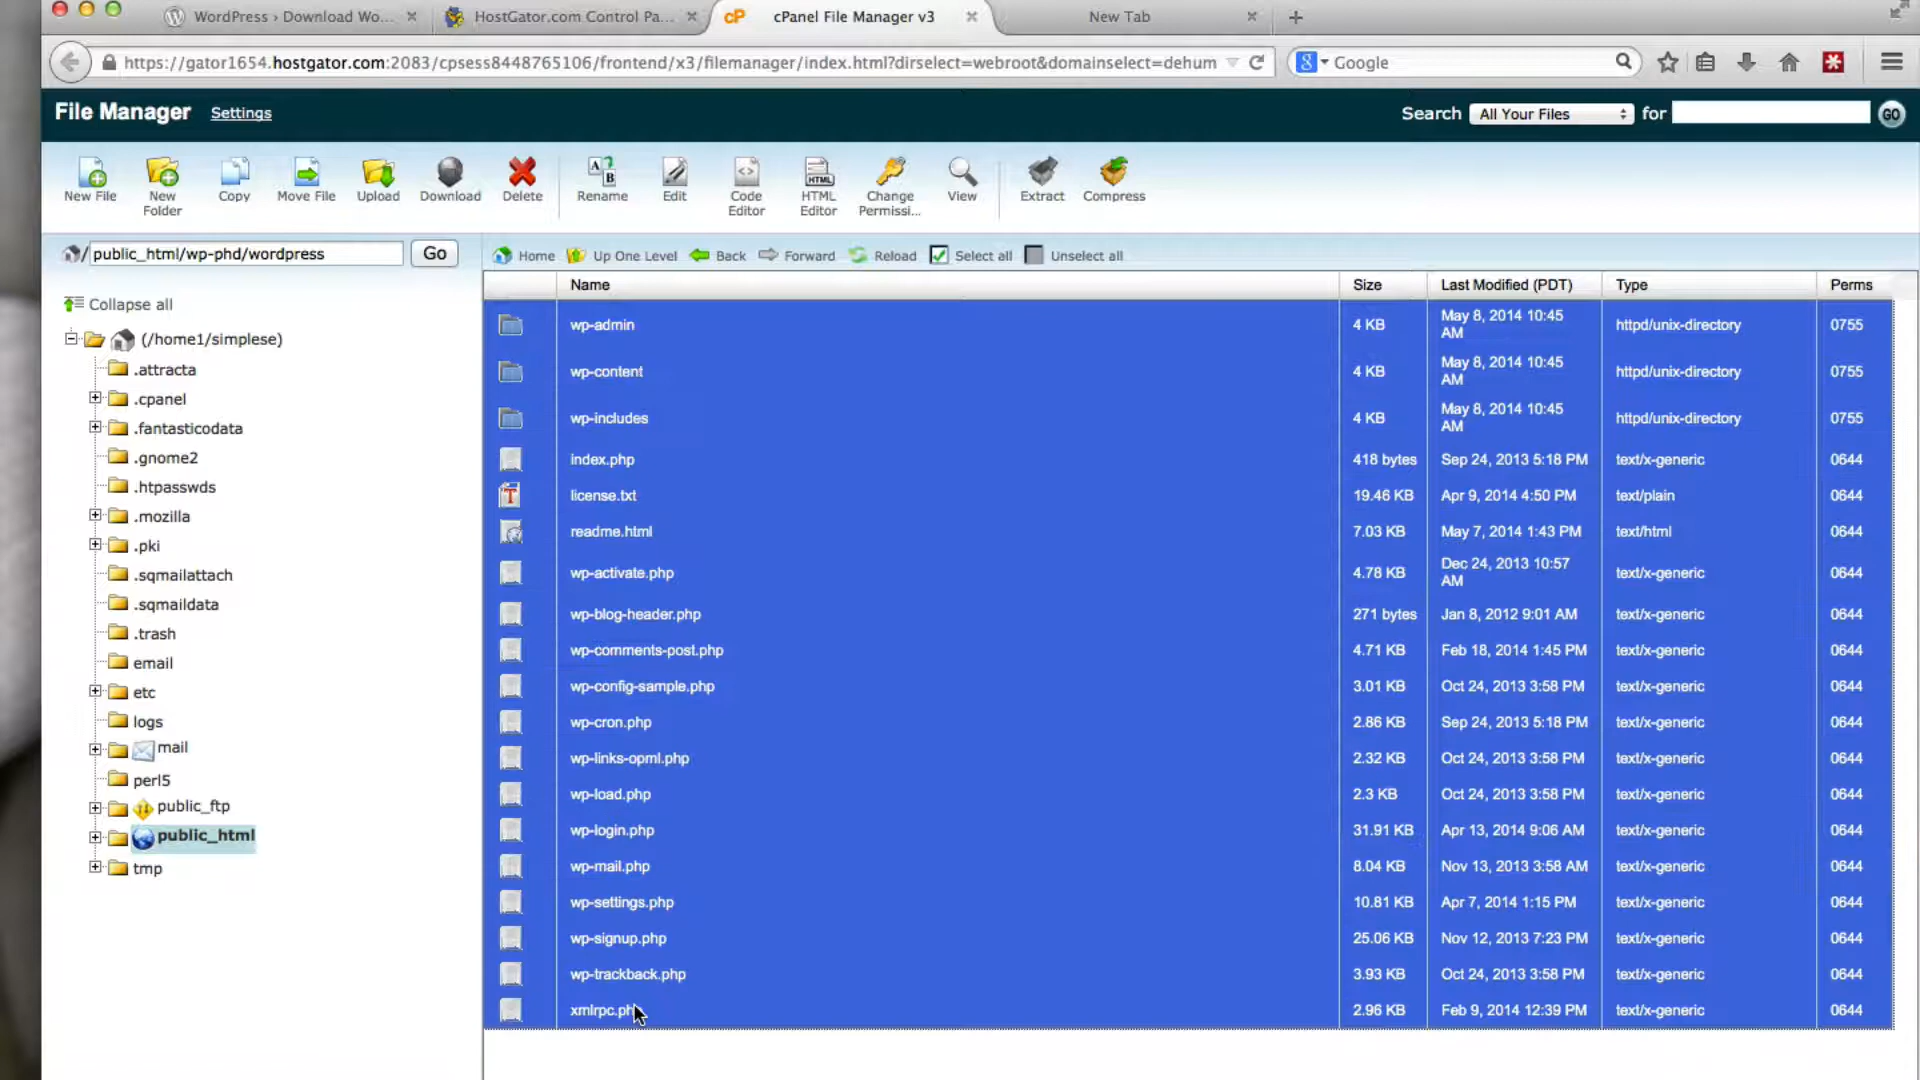 WordPress › Download Wo...
HostGator.com Control Pa...
cPanel File Manager v3
New Tab
https://gator1654.hostgator.com:2083/cpsess8448765106/frontend/x3/filemanager/index.html?dirselect=webroot&domainselect=dehum
Google
File Manager
Settings
Search
All Your Files
for
GO
New File
New Folder
Copy
Move File
Upload
Download
Delete
Rename
Edit
Code Editor
HTML Editor
Change Permissi...
View
Extract
Compress
/
public_html/wp-phd/wordpress
Go
Home
Up One Level
Back
Forward
Reload
Select all
Unselect all
Collapse all
(/home1/simplese)
.attracta
.cpanel
.fantasticodata
.gnome2
.htpasswds
.mozilla
.pki
.sqmailattach
.sqmaildata
.trash
email
etc
logs
mail
perl5
public_ftp
public_html
tmp
Name Size Last Modified (PDT) Type Perms
wp-admin 4 KB May 8, 2014 10:45 AM httpd/unix-directory 0755
wp-content 4 KB May 8, 2014 10:45 AM httpd/unix-directory 0755
wp-includes 4 KB May 8, 2014 10:45 AM httpd/unix-directory 0755
index.php 418 bytes Sep 24, 2013 5:18 PM text/x-generic 0644
license.txt 19.46 KB Apr 9, 2014 4:50 PM text/plain 0644
readme.html 7.03 KB May 7, 2014 1:43 PM text/html 0644
wp-activate.php 4.78 KB Dec 24, 2013 10:57 AM text/x-generic 0644
wp-blog-header.php 271 bytes Jan 8, 2012 9:01 AM text/x-generic 0644
wp-comments-post.php 4.71 KB Feb 18, 2014 1:45 PM text/x-generic 0644
wp-config-sample.php 3.01 KB Oct 24, 2013 3:58 PM text/x-generic 0644
wp-cron.php 2.86 KB Sep 24, 2013 5:18 PM text/x-generic 0644
wp-links-opml.php 2.32 KB Oct 24, 2013 3:58 PM text/x-generic 0644
wp-load.php 2.3 KB Oct 24, 2013 3:58 PM text/x-generic 0644
wp-login.php 31.91 KB Apr 13, 2014 9:06 AM text/x-generic 0644
wp-mail.php 8.04 KB Nov 13, 2013 3:58 AM text/x-generic 0644
wp-settings.php 10.81 KB Apr 7, 2014 1:15 PM text/x-generic 0644
wp-signup.php 25.06 KB Nov 12, 2013 7:23 PM text/x-generic 0644
wp-trackback.php 3.93 KB Oct 24, 2013 3:58 PM text/x-generic 0644
xmlrpc.php 2.96 KB Feb 9, 2014 12:39 PM text/x-generic 0644